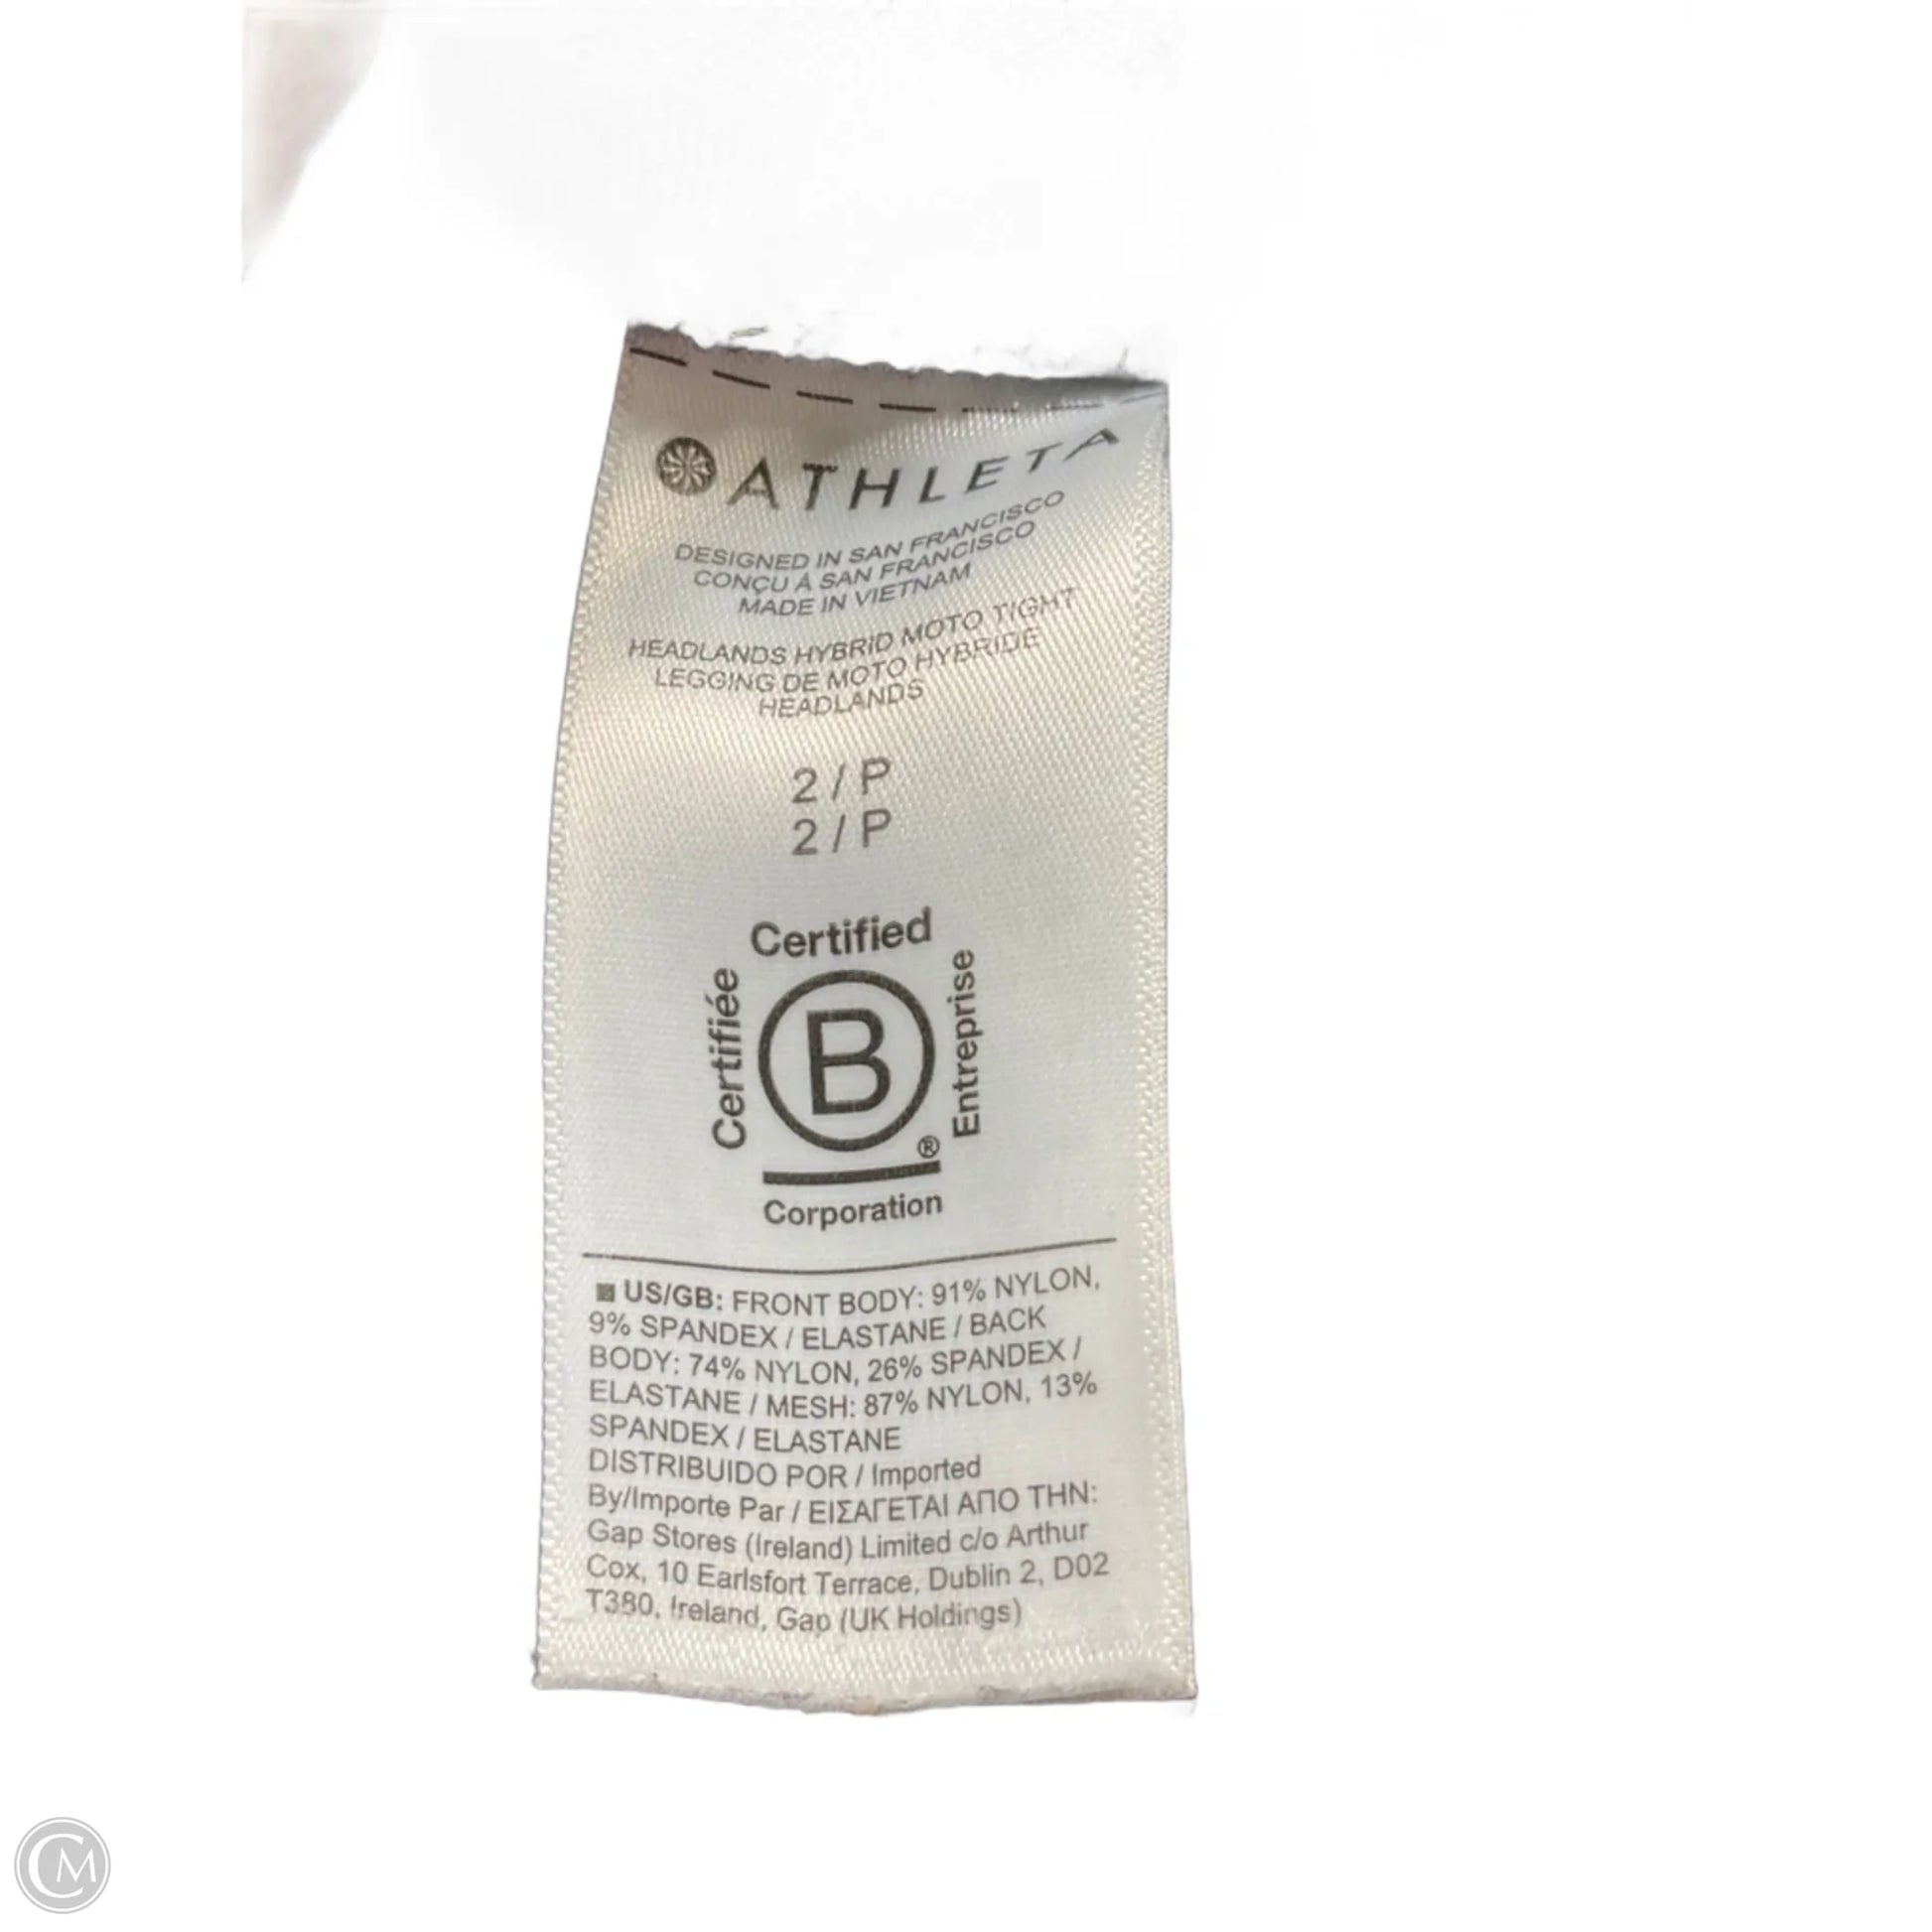 ATHLETA
DESIGNED IN SAN FRANCISCO
CONÇU À SAN FRANCISCO
MADE IN VIETNAM
HEADLANDS HYBRID MOTO TIGHT
LEGGING DE MOTO HYBRIDE
HEADLANDS
2 / P
2 / P
Certified
Certifiée
B
Entreprise
®
Corporation
US/GB: FRONT BODY: 91% NYLON,
9% SPANDEX / ELASTANE / BACK
BODY: 74% NYLON, 26% SPANDEX /
ELASTANE / MESH: 87% NYLON, 13%
SPANDEX / ELASTANE
DISTRIBUIDO POR / Imported
By/Importe Par / ΕΙΣΑΓΕΤΑΙ ΑΠΟ ΤΗΝ:
Gap Stores (Ireland) Limited c/o Arthur
Cox, 10 Earlsfort Terrace, Dublin 2, D02
T380, Ireland, Gap (UK Holdings)
CM